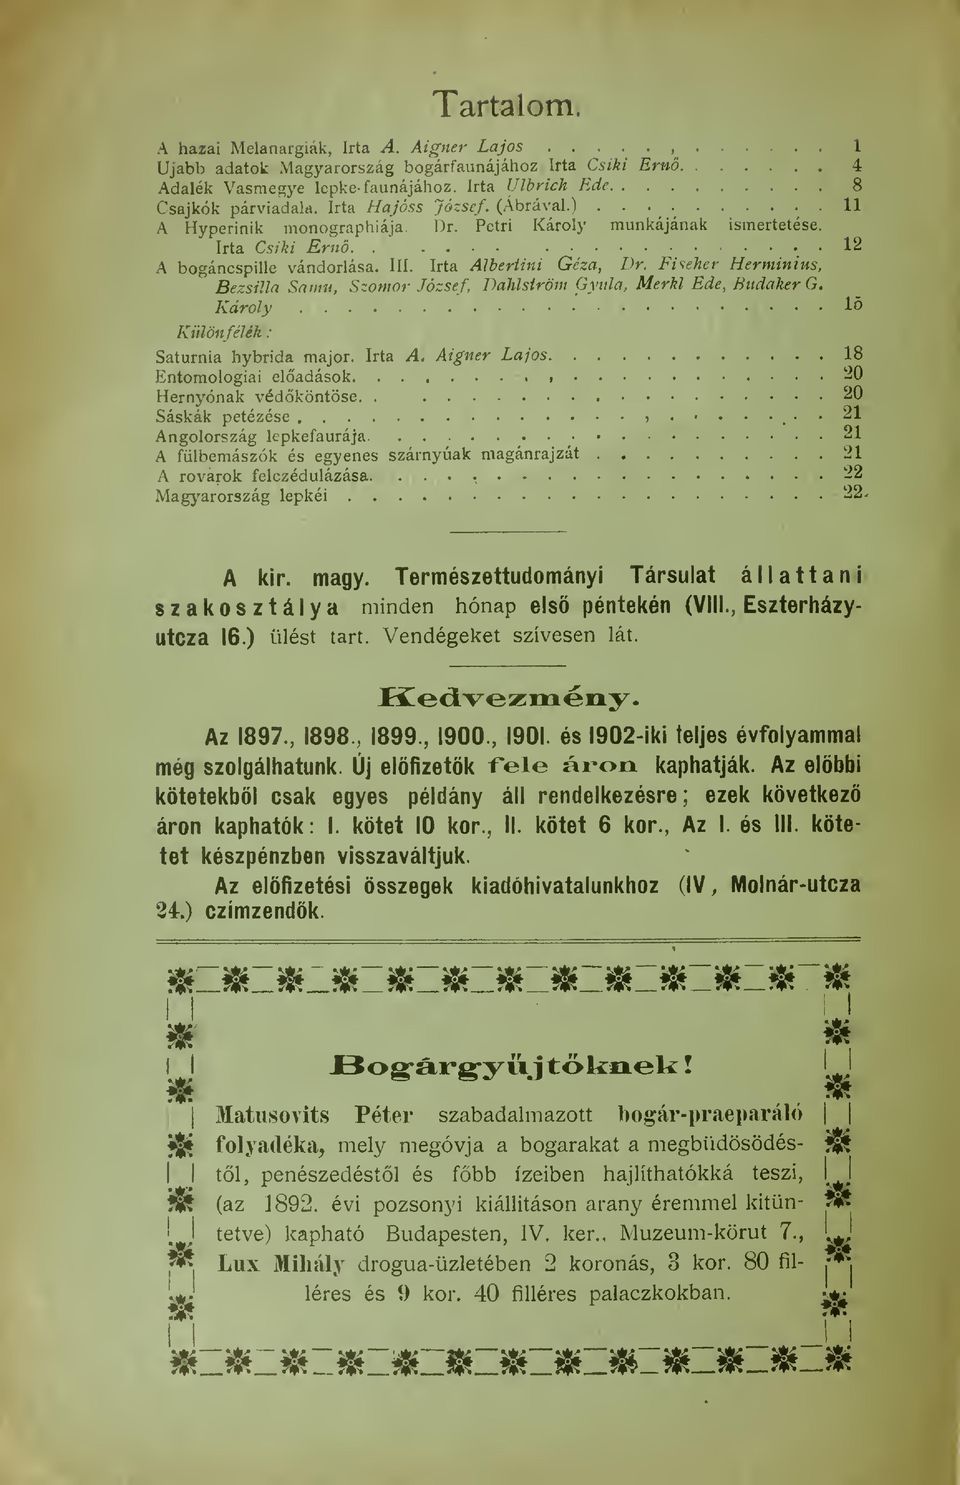 Tartalom.
A hazai Melanargiák, Irta A. Aigner Lajos . . . . . , . . . . . . . 1
Ujabb adatok Magyarország bogárfaunájához Irta Csiki Ernő. . . . . . . 4
Adalék Vasmegye lepke-faunájához. Irta Ulbrich Ede. . . . . . . . . . 8
Csajkók párviadala. Irta Hajóss József. (Ábrával.) . . . . . . . . . . 11
A Hyperinik monographiája. Dr. Petri Károly munkájának ismertetése.
Irta Csiki Ernő. . . . . . . . . . . . . . . . . . . . . 12
A bogáncspille vándorlása. III. Irta Albertini Géza, Dr. Fischer Herminius,
Bezsilla Samu, Szomor József, Dahlström Gyula, Merkl Ede, Budaker G.
Károly . . . . . . . . . . . . . . . . . . . . . . 15
Különfélék:
Saturnia hybrida major. Irta A. Aigner Lajos. . . . . . . . . . . . 18
Entomologiai előadások. . . . . . . . . . . . . . . . . . . . 20
Hernyónak védőköntöse. . . . . . . . . . . . . . . . . . . . 20
Sáskák petézése . . . . . . . . . . . . . . . . . . . . . . 21
Angolország lepkefaurája. . . . . . . . . . . . . . . . . . . 21
A fülbemászók és egyenes szárnyúak magánrajzát . . . . . . . . . . 21
A rovarok felczédulázása. . . . . . . . . . . . . . . . . . . 22
Magyarország lepkéi . . . . . . . . . . . . . . . . . . . . 22.
A kir. magy. Természettudományi Társulat állattani
szakosztálya minden hónap első péntekén (VIII., Eszterházy-
utcza 16.) ülést tart. Vendégeket szívesen lát.
Kedvezmény.
Az 1897., 1898., 1899., 1900., 1901. és 1902-iki teljes évfolyammal
még szolgálhatunk. Új előfizetők fele áron kaphatják. Az előbbi
kötetekből csak egyes példány áll rendelkezésre; ezek következő
áron kaphatók: I. kötet 10 kor., II. kötet 6 kor., Az I. és III. köte-
tet készpénzben visszaváltjuk.
Az előfizetési összegek kiadóhivatalunkhoz (IV, Molnár-utcza
24.) czímzendők.
Bogárgyűjtőknek!
Matusovits Péter szabadalmazott bogár-praeparáló
folyadéka, mely megóvja a bogarakat a megbüdösödés-
től, penészedéstől és főbb ízeiben hajlíthatókká teszi,
(az 1892. évi pozsonyi kiállitáson arany éremmel kitün-
tetve) kapható Budapesten, IV. ker., Muzeum-körut 7.,
Lux Mihály drogua-üzletében 2 koronás, 3 kor. 80 fil-
léres és 9 kor. 40 filléres palaczkokban.